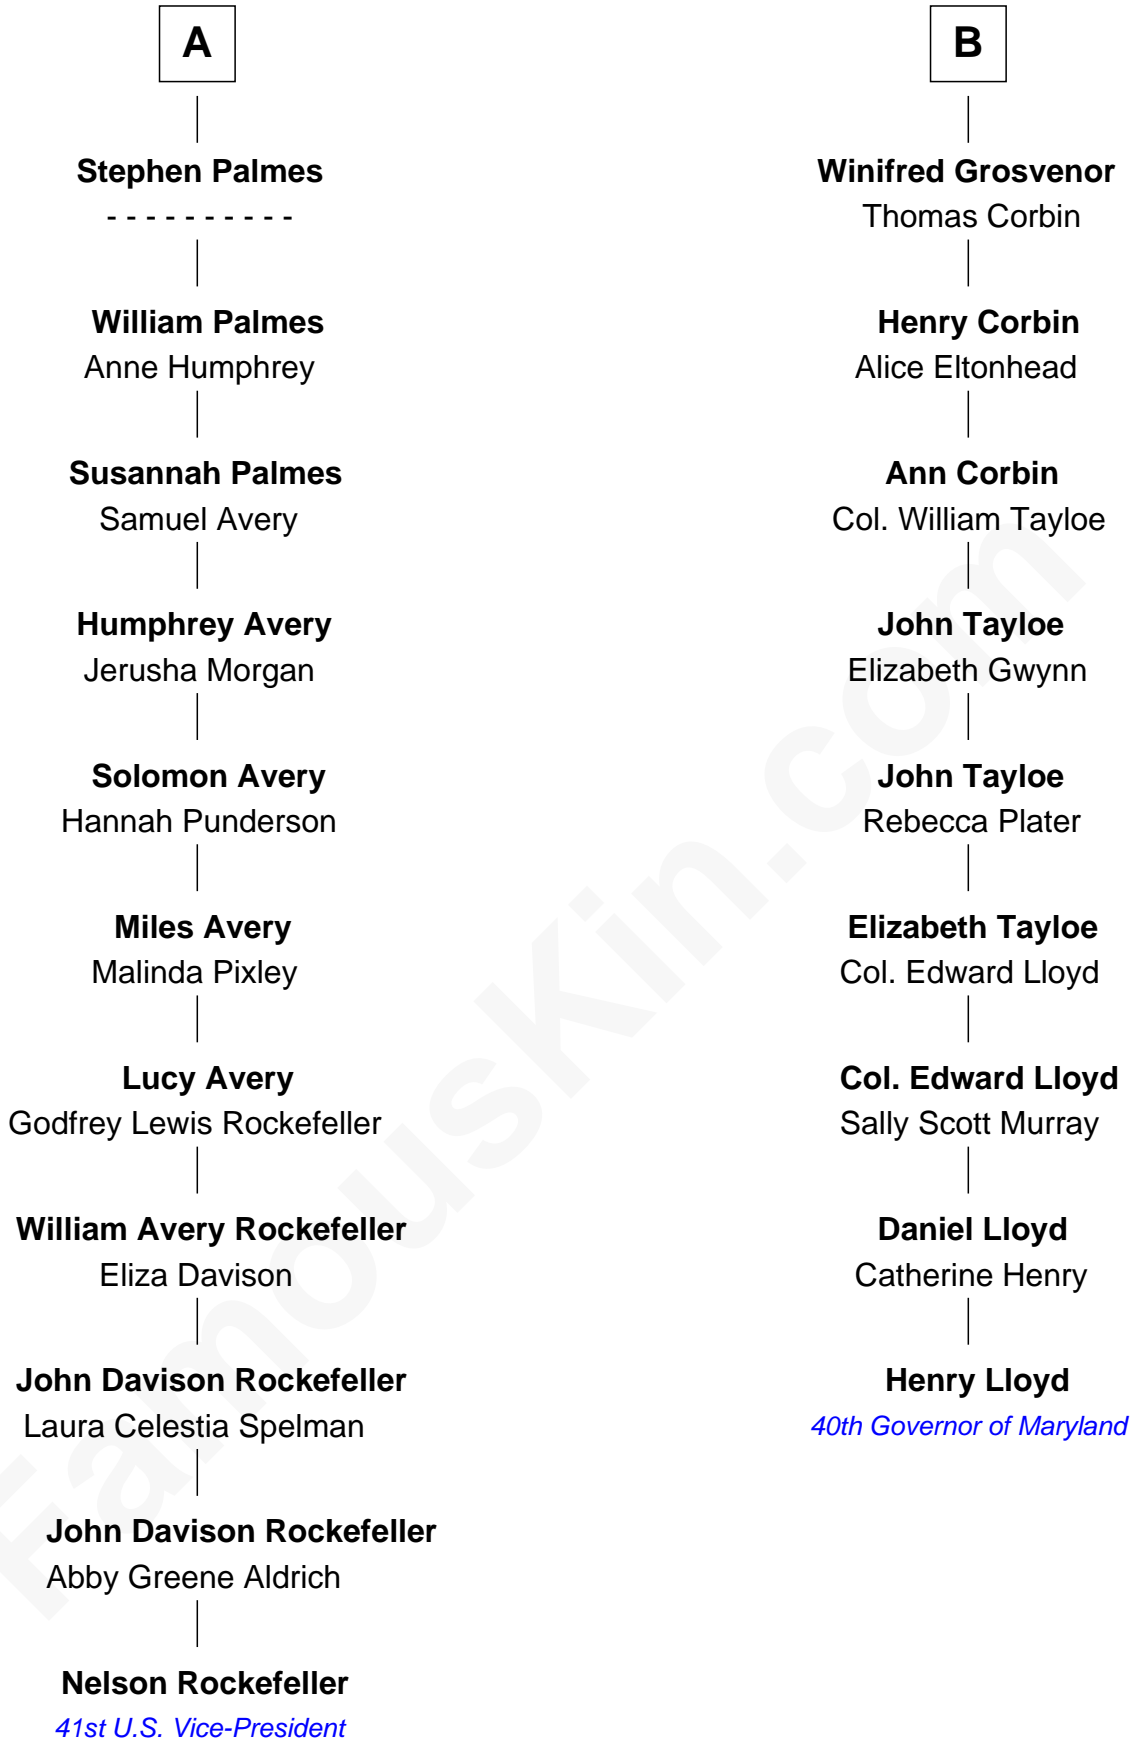 A
Stephen Palmes
- - - - - - - - - -
William Palmes
Anne Humphrey
Susannah Palmes
Samuel Avery
Humphrey Avery
Jerusha Morgan
Solomon Avery
Hannah Punderson
Miles Avery
Malinda Pixley
Lucy Avery
Godfrey Lewis Rockefeller
William Avery Rockefeller
Eliza Davison
John Davison Rockefeller
Laura Celestia Spelman
John Davison Rockefeller
Abby Greene Aldrich
Nelson Rockefeller
41st U.S. Vice-President
B
Winifred Grosvenor
Thomas Corbin
Henry Corbin
Alice Eltonhead
Ann Corbin
Col. William Tayloe
John Tayloe
Elizabeth Gwynn
John Tayloe
Rebecca Plater
Elizabeth Tayloe
Col. Edward Lloyd
Col. Edward Lloyd
Sally Scott Murray
Daniel Lloyd
Catherine Henry
Henry Lloyd
40th Governor of Maryland
FamousKin.com